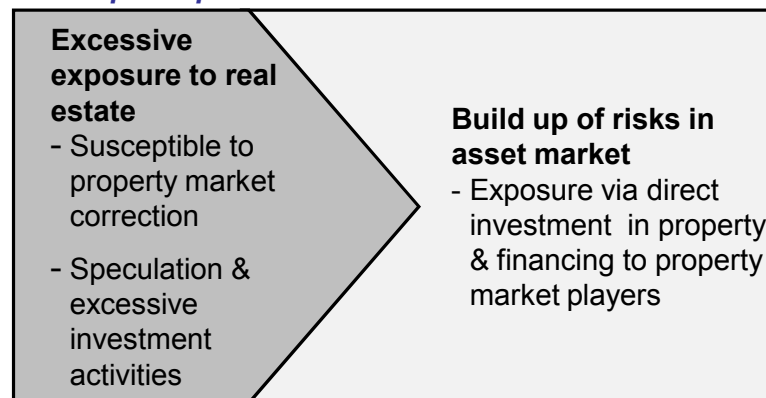 Excessive
exposure to real
estate
- Susceptible to
property market
correction
- Speculation &
excessive
investment
activities
Build up of risks in
asset market
- Exposure via direct
investment in property
& financing to property
market players